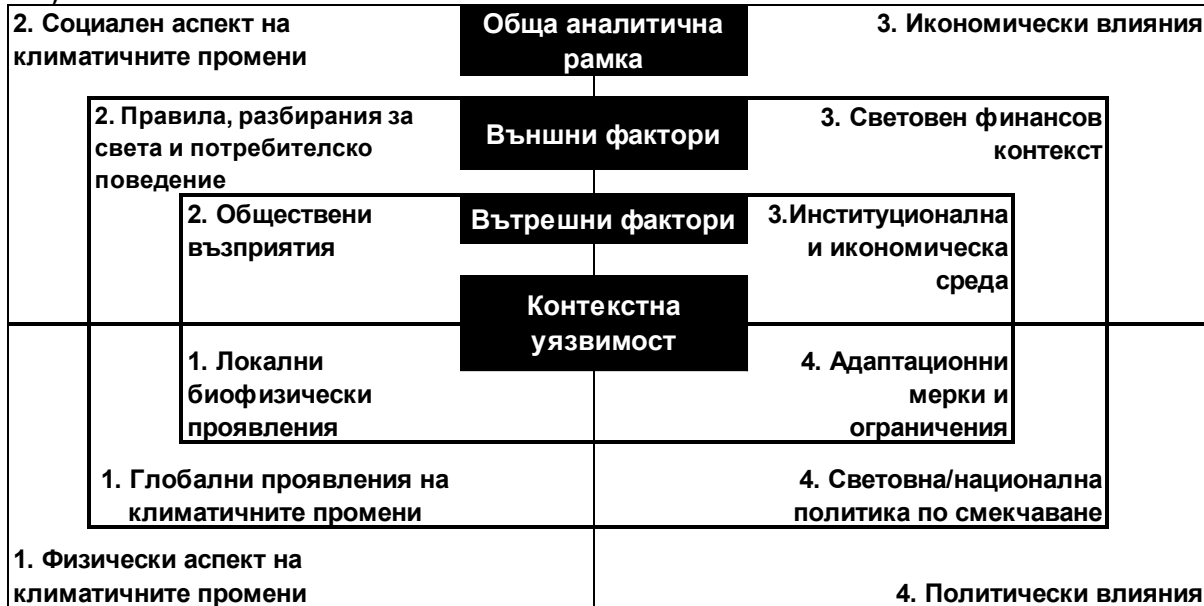 2. Социален аспект на
климатичните промени
Обща аналитична
рамка
3. Икономически влияния
2. Правила, разбирания за
света и потребителско
поведение
Външни фактори
3. Световен финансов
контекст
2. Обществени
възприятия
Вътрешни фактори
3.Институционална
и икономическа
среда
Контекстна
уязвимост
1. Локални
биофизически
проявления
4. Адаптационни
мерки и
ограничения
1. Глобални проявления на
климатичните промени
4. Световна/национална
политика по смекчаване
1. Физически аспект на
климатичните промени
4. Политически влияния